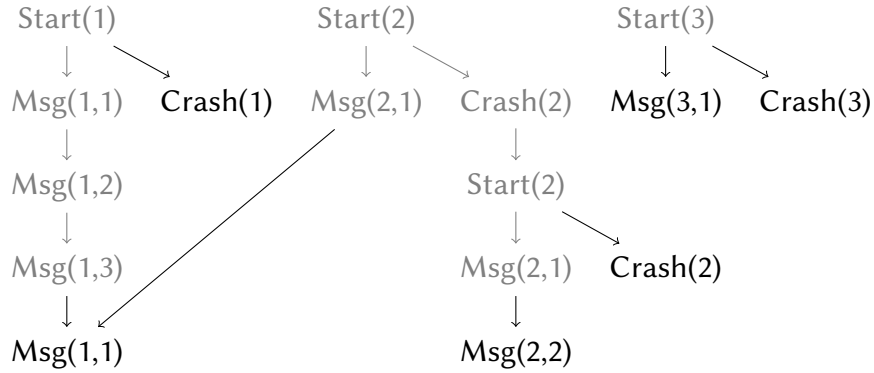 Start(1) Start(2) Start(3)
Msg(1,1) Crash(1) Msg(2,1) Crash(2) Msg(3,1) Crash(3)
Msg(1,2) Start(2)
Msg(1,3) Msg(2,1) Crash(2)
Msg(1,1) Msg(2,2)